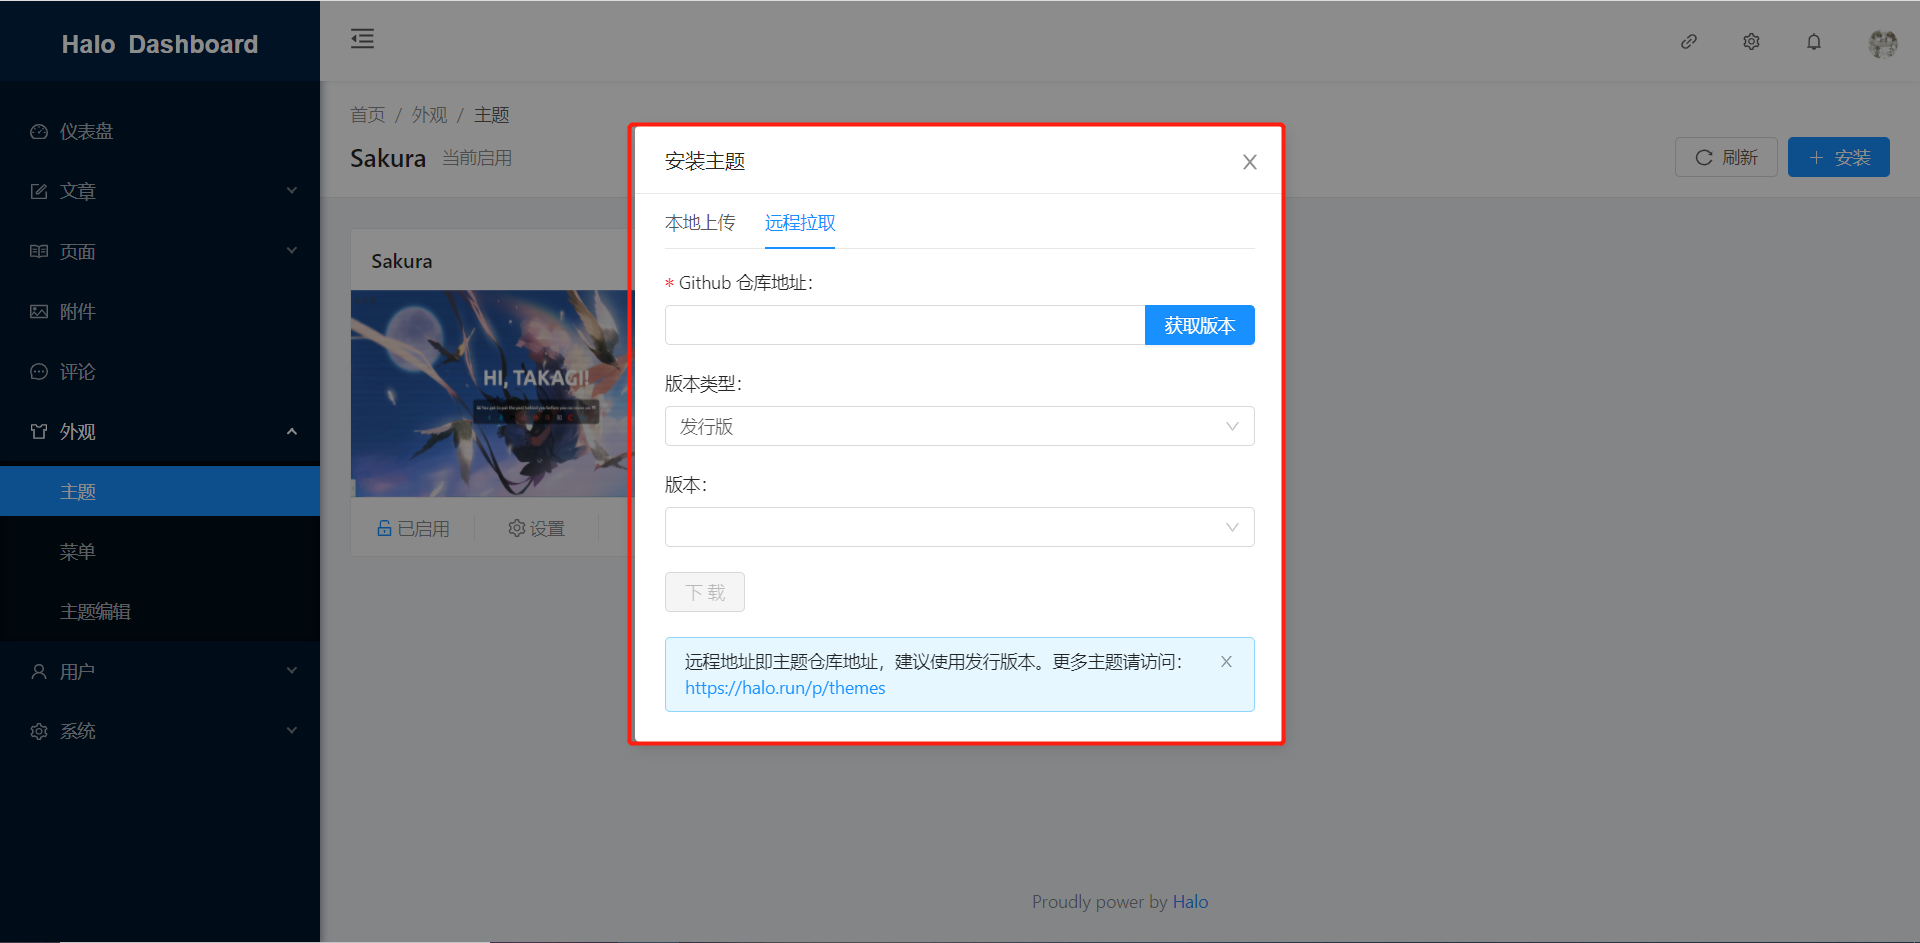 Halo Dashboard
仪表盘
文章
页面
附件
评论
外观
主题
菜单
主题编辑
用户
系统
首页 / 外观 / 主题
Sakura 当前启用
刷新
安装
Sakura
HI, TAKAGI!
已启用
设置
安装主题
本地上传
远程拉取
* Github 仓库地址:
获取版本
版本类型:
发行版
版本:
下载
远程地址即主题仓库地址，建议使用发行版本。更多主题请访问:
https://halo.run/p/themes
Proudly power by Halo